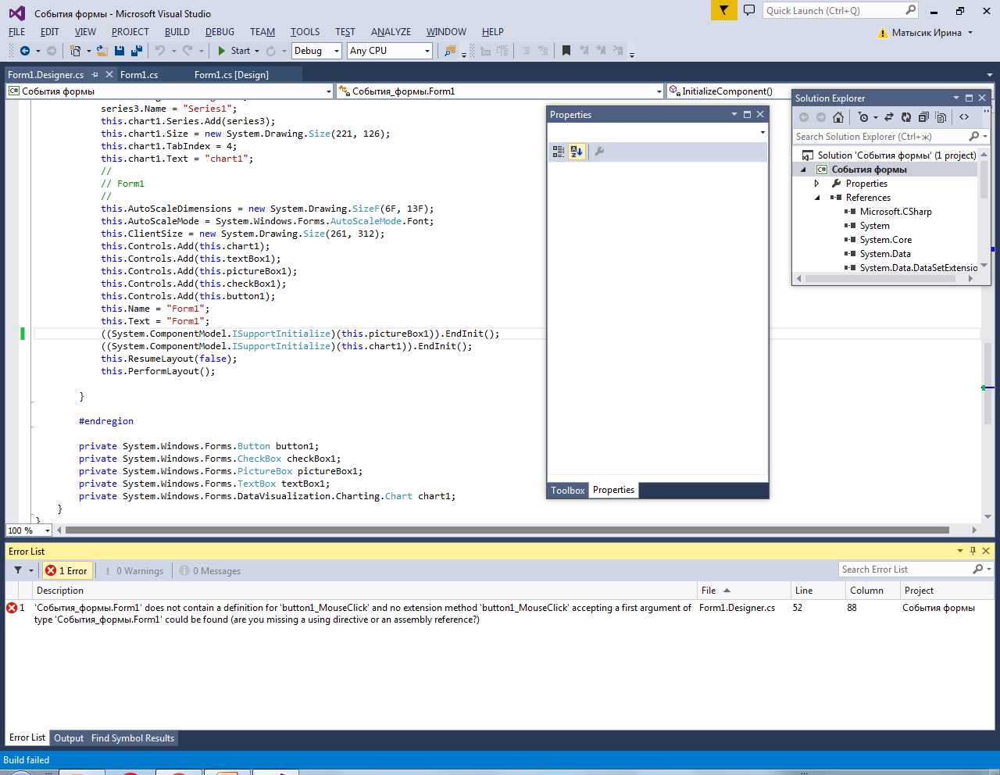 События формы - Microsoft Visual Studio
Quick Launch (Ctrl+Q)
FILE EDIT VIEW PROJECT BUILD DEBUG TEAM TOOLS TEST ANALYZE WINDOW HELP
Матысик Ирина
Start Debug Any CPU
Form1.Designer.cs Form1.cs Form1.cs [Design]
C# События формы События_формы.Form1 InitializeComponent()
series3.Name = "Series1";
this.chart1.Series.Add(series3);
this.chart1.Size = new System.Drawing.Size(221, 126);
this.chart1.TabIndex = 4;
this.chart1.Text = "chart1";
//
// Form1
//
this.AutoScaleDimensions = new System.Drawing.SizeF(6F, 13F);
this.AutoScaleMode = System.Windows.Forms.AutoScaleMode.Font;
this.ClientSize = new System.Drawing.Size(261, 312);
this.Controls.Add(this.chart1);
this.Controls.Add(this.textBox1);
this.Controls.Add(this.pictureBox1);
this.Controls.Add(this.checkBox1);
this.Controls.Add(this.button1);
this.Name = "Form1";
this.Text = "Form1";
((System.ComponentModel.ISupportInitialize)(this.pictureBox1)).EndInit();
((System.ComponentModel.ISupportInitialize)(this.chart1)).EndInit();
this.ResumeLayout(false);
this.PerformLayout();
}
#endregion
private System.Windows.Forms.Button button1;
private System.Windows.Forms.CheckBox checkBox1;
private System.Windows.Forms.PictureBox pictureBox1;
private System.Windows.Forms.TextBox textBox1;
private System.Windows.Forms.DataVisualization.Charting.Chart chart1;
}
}
100 %
Properties
Toolbox Properties
Solution Explorer
Search Solution Explorer (Ctrl+ж)
Solution 'События формы' (1 project)
C# События формы
Properties
References
Microsoft.CSharp
System
System.Core
System.Data
System.Data.DataSetExtensio
Error List
1 Error 0 Warnings 0 Messages
Search Error List
Description File Line Column Project
1 'События_формы.Form1' does not contain a definition for 'button1_MouseClick' and no extension method 'button1_MouseClick' accepting a first argument of Form1.Designer.cs 52 88 События формы
type 'События_формы.Form1' could be found (are you missing a using directive or an assembly reference?)
Error List Output Find Symbol Results
Build failed